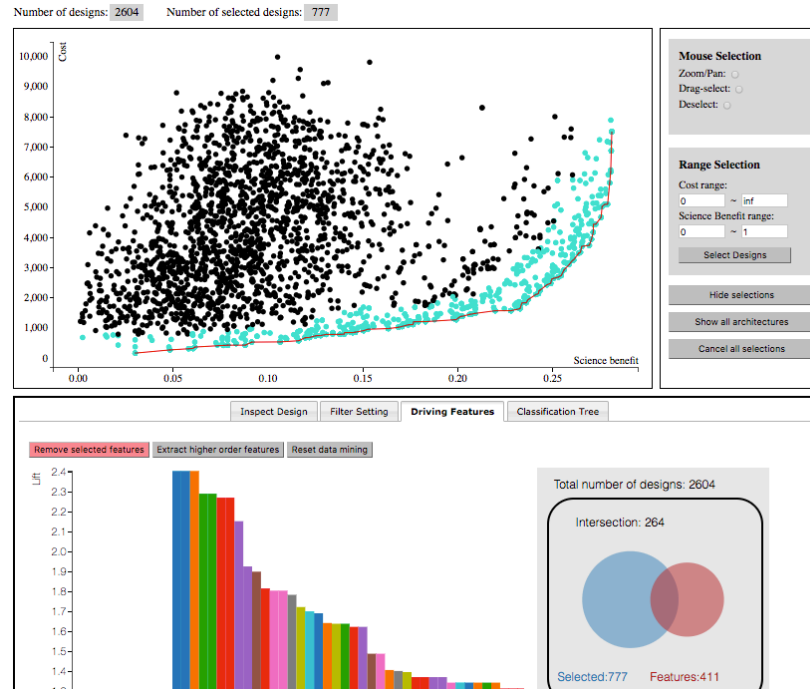 Number of designs: 2604 Number of selected designs: 777
Cost
10,000
9,000
8,000
7,000
6,000
5,000
4,000
3,000
2,000
1,000
0
Science benefit
0.00 0.05 0.10 0.15 0.20 0.25
Mouse Selection
Zoom/Pan:
Drag-select:
Deselect:
Range Selection
Cost range:
0 ~ inf
Science Benefit range:
0 ~ 1
Select Designs
Hide selections
Show all architectures
Cancel all selections
Inspect Design Filter Setting Driving Features Classification Tree
Remove selected features Extract higher order features Reset data mining
Lift
2.4
2.3
2.2
2.1
2.0
1.9
1.8
1.7
1.6
1.5
1.4
Total number of designs: 2604
Intersection: 264
Selected:777 Features:411